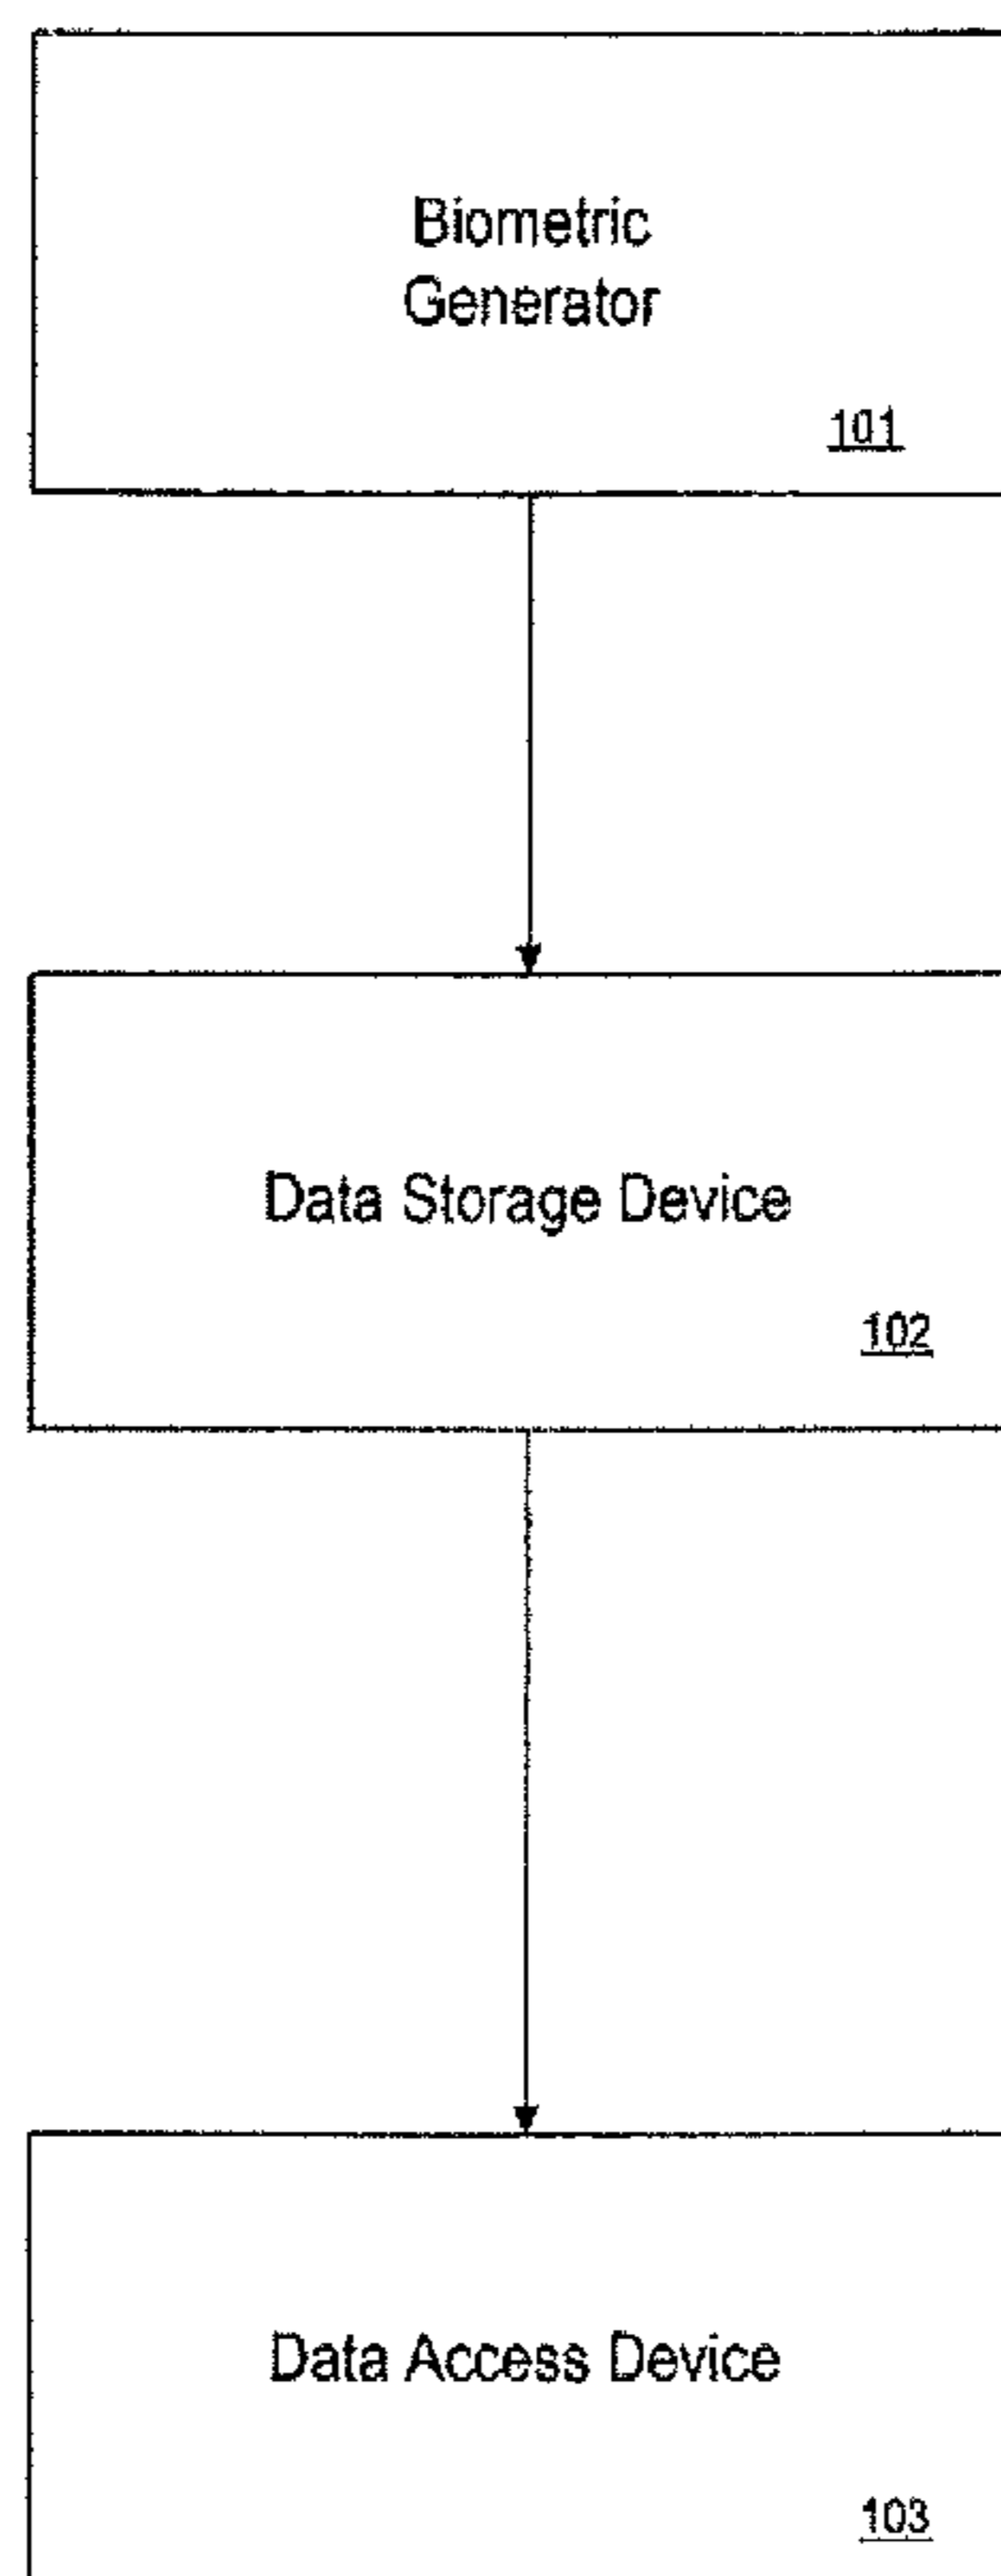 Biometric
Generator
101
Data Storage Device
102
Data Access Device
103